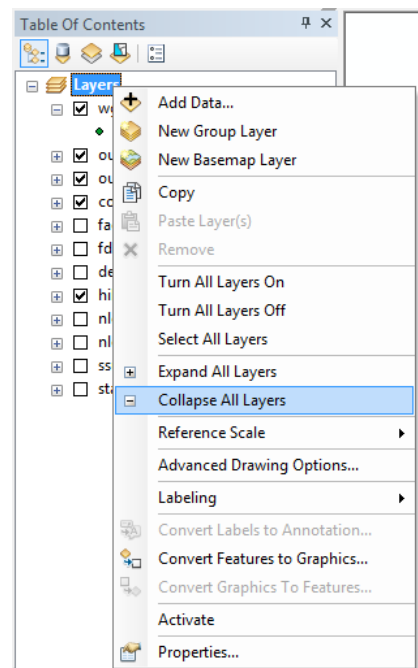 Table Of Contents
Layers
Add Data...
New Group Layer
New Basemap Layer
Copy
Paste Layer(s)
Remove
Turn All Layers On
Turn All Layers Off
Select All Layers
Expand All Layers
Collapse All Layers
Reference Scale
Advanced Drawing Options...
Labeling
Convert Labels to Annotation...
Convert Features to Graphics...
Convert Graphics To Features...
Activate
Properties...